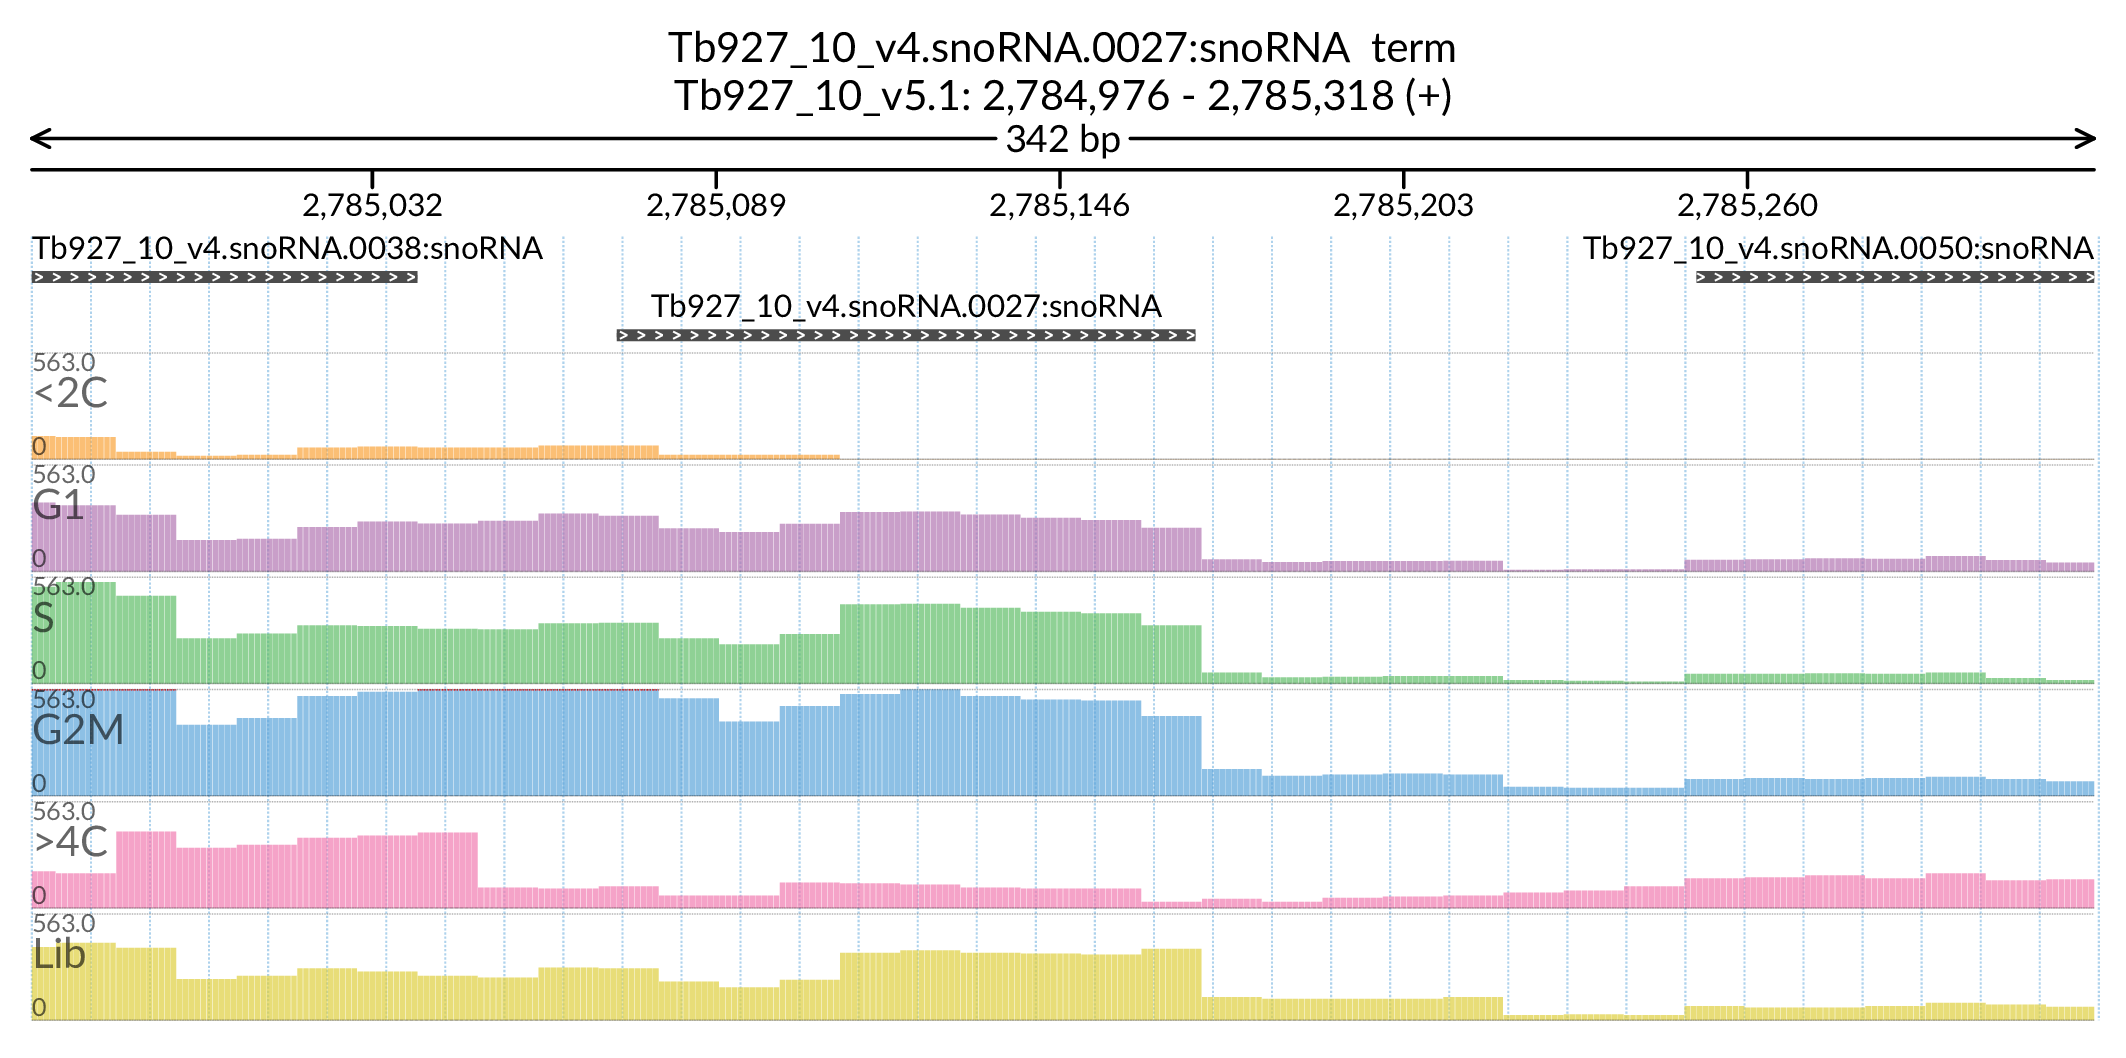 Tb927_10_v4.snoRNA.0027:snoRNA term
Tb927_10_v5.1: 2,784,976 - 2,785,318 (+)
342 bp
2,785,032 2,785,089 2,785,146 2,785,203 2,785,260
Tb927_10_v4.snoRNA.0038:snoRNA Tb927_10_v4.snoRNA.0050:snoRNA
Tb927_10_v4.snoRNA.0027:snoRNA
563.0
<2C
0
563.0
G1
0
563.0
S
0
563.0
G2M
0
563.0
>4C
0
563.0
Lib
0